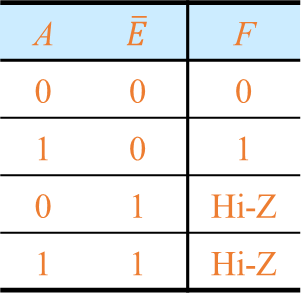 A E̅ F
0 0 0
1 0 1
0 1 Hi-Z
1 1 Hi-Z